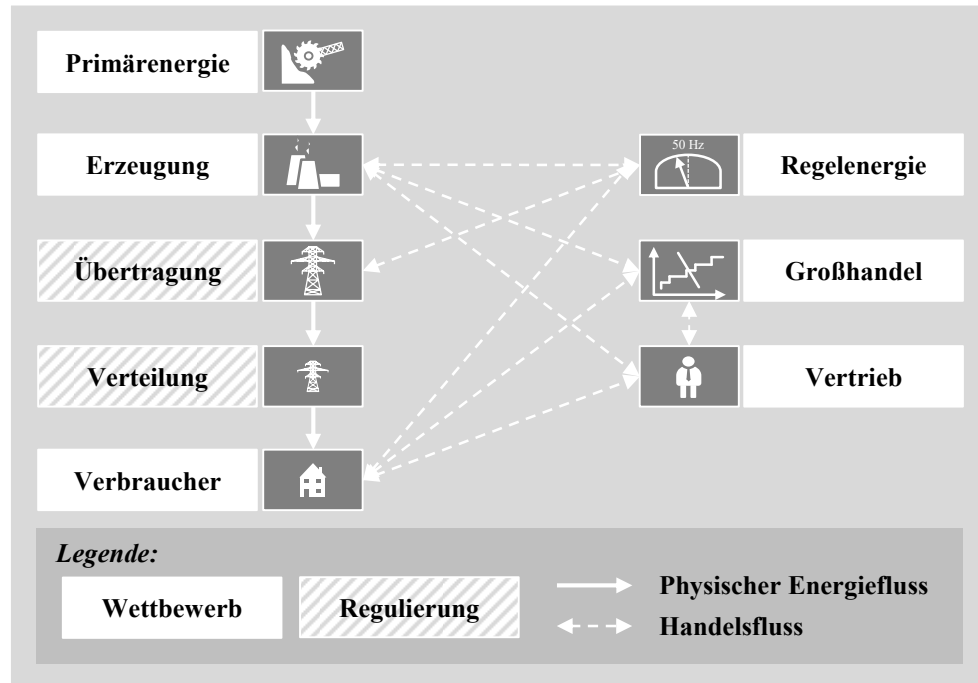 Primärenergie
Erzeugung
50 Hz
Regelenergie
Übertragung
Großhandel
Verteilung
Vertrieb
Verbraucher
Legende:
Wettbewerb
Regulierung
Physischer Energiefluss
Handelsfluss